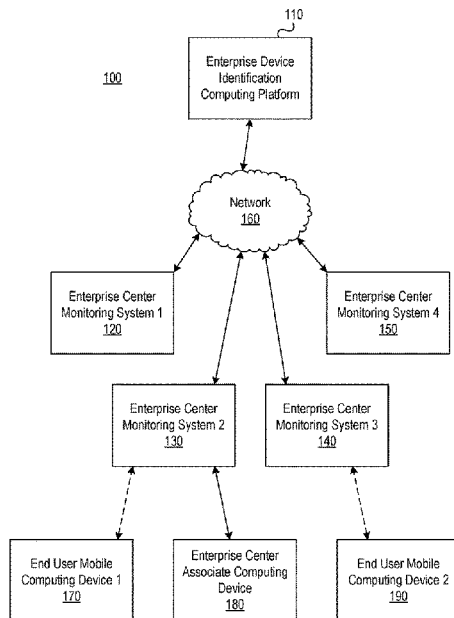 110
Enterprise Device
Identification
Computing Platform
100
Network
160
Enterprise Center
Monitoring System 1
120
Enterprise Center
Monitoring System 4
150
Enterprise Center
Monitoring System 2
130
Enterprise Center
Monitoring System 3
140
End User Mobile
Computing Device 1
170
Enterprise Center
Associate Computing
Device
180
End User Mobile
Computing Device 2
190